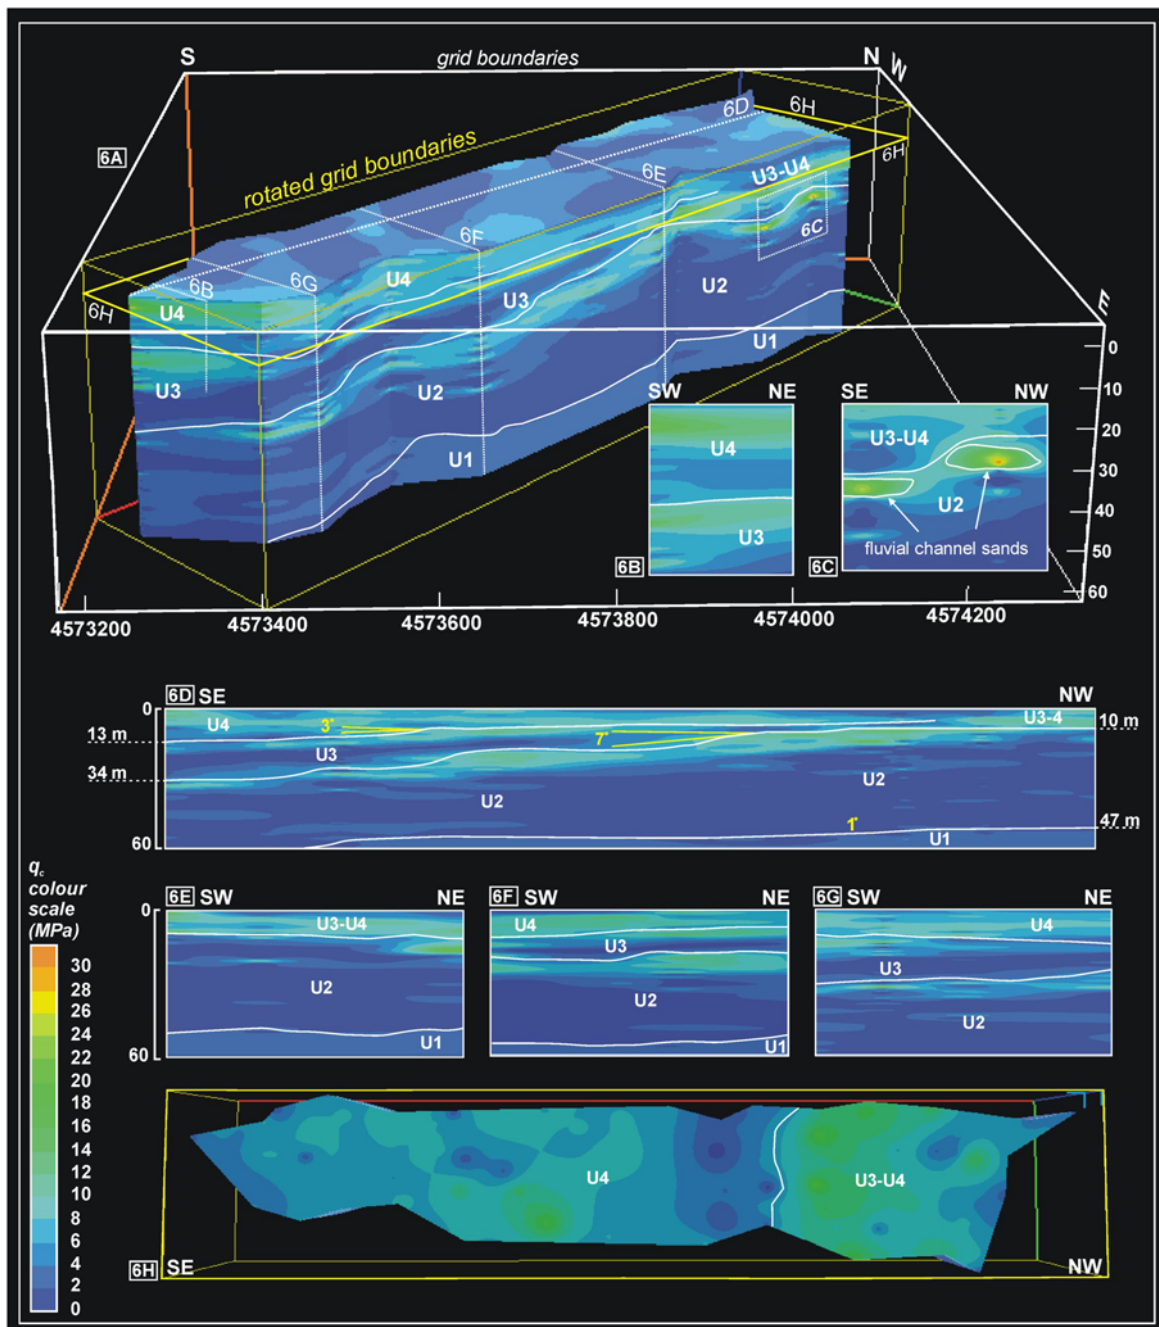 S
grid boundaries
N
W
6A
rotated grid boundaries
6D
6H
6H
6E
U3-U4
6C
6F
6G
6B
6H
U4
U4
U3
U2
U3
U2
U1
U1
E
0
10
20
30
40
50
60
SW NE
U4
U3
6B
SE NW
U3-U4
U2
fluvial channel sands
6C
4573200 4573400 4573600 4573800 4574000 4574200
6D SE NW
0
U4 3° U3-4 10 m
13 m
U3 7°
34 m
U2 U2
1° 47 m
U1
60
qc
colour
scale
(MPa)
30
28
26
24
22
20
18
16
14
12
10
8
6
4
2
0
6E SW NE
0
U3-U4
U2
U1
60
6F SW NE
U4
U3
U2
U1
6G SW NE
U4
U3
U2
U4 U3-U4
6H SE NW